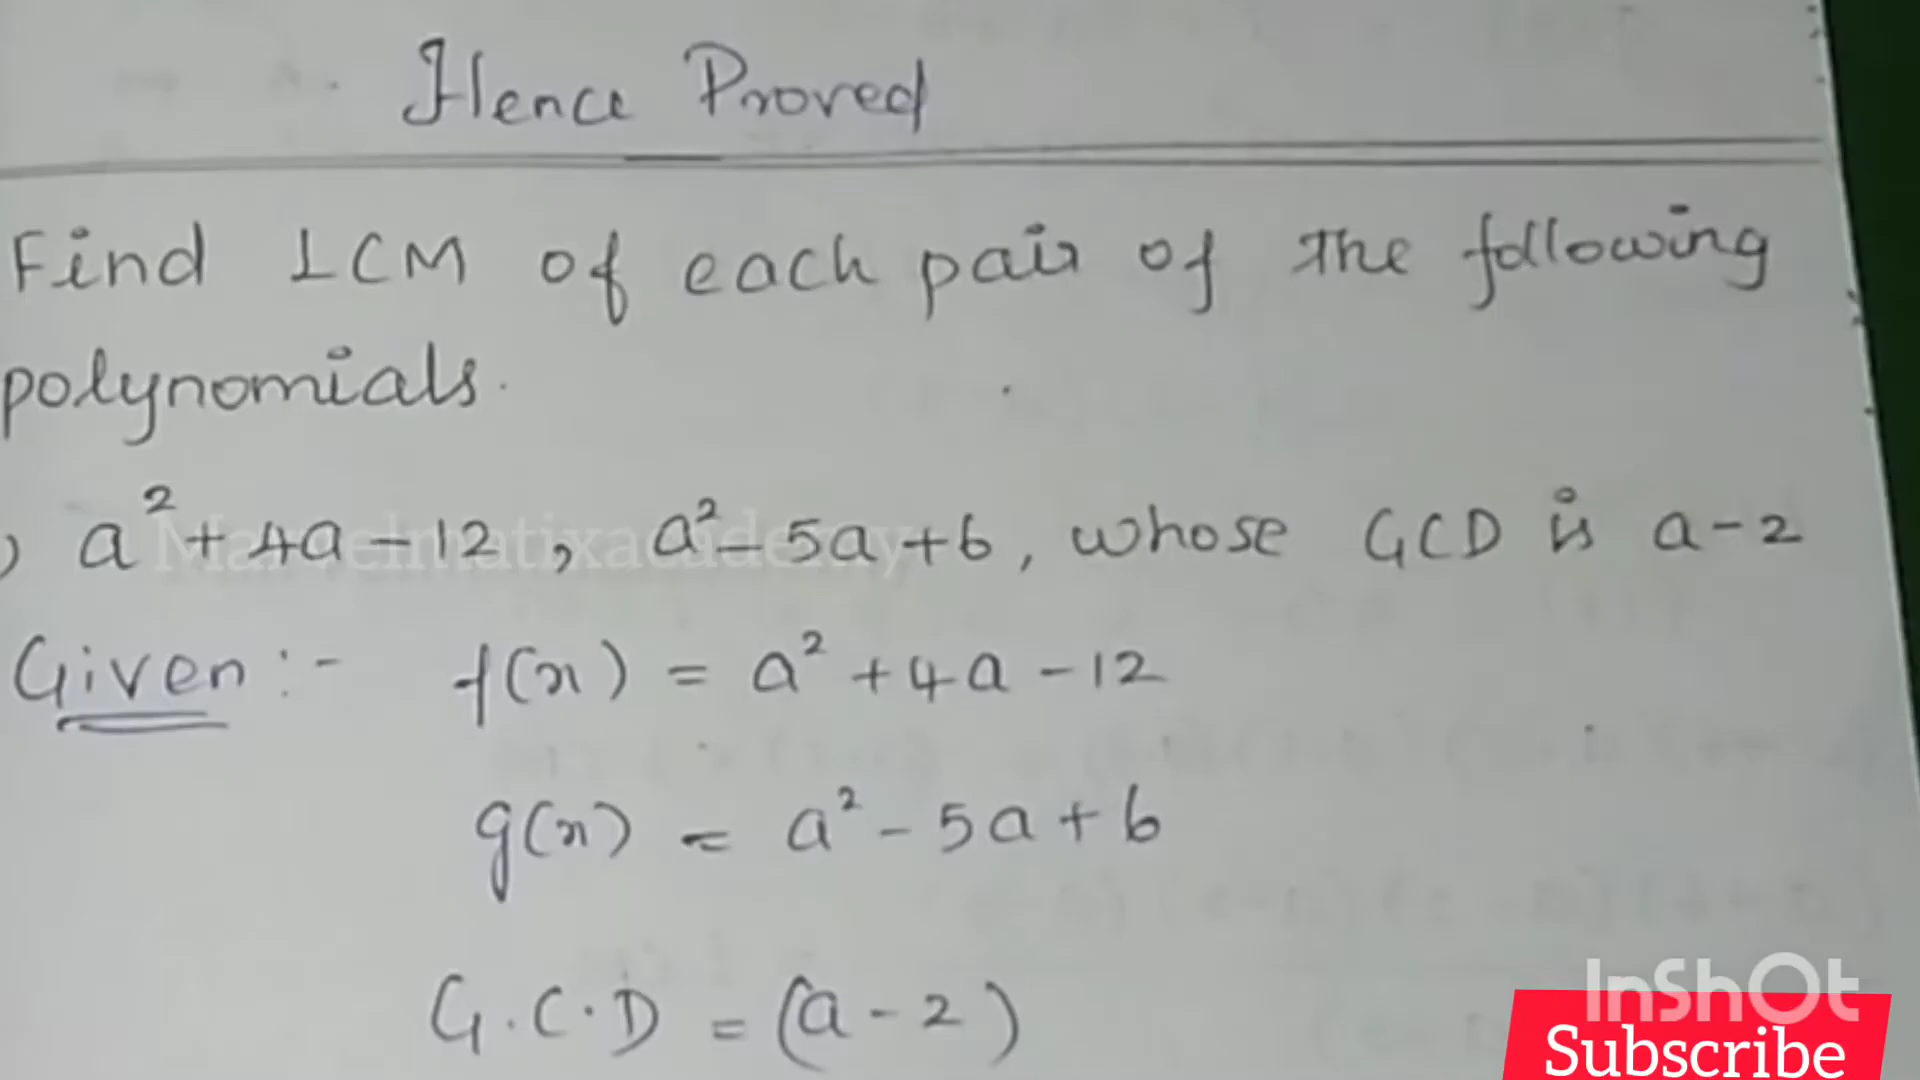 Hence Proved
Find LCM of each pair of the following
polynomials.
) a² + 4a - 12, a² - 5a + 6, whose GCD is a - 2
Marvelmatixacademy
Given :- f(x) = a² + 4a - 12
g(x) = a² - 5a + 6
G.C.D = (a - 2)
InShOt
Subscribe